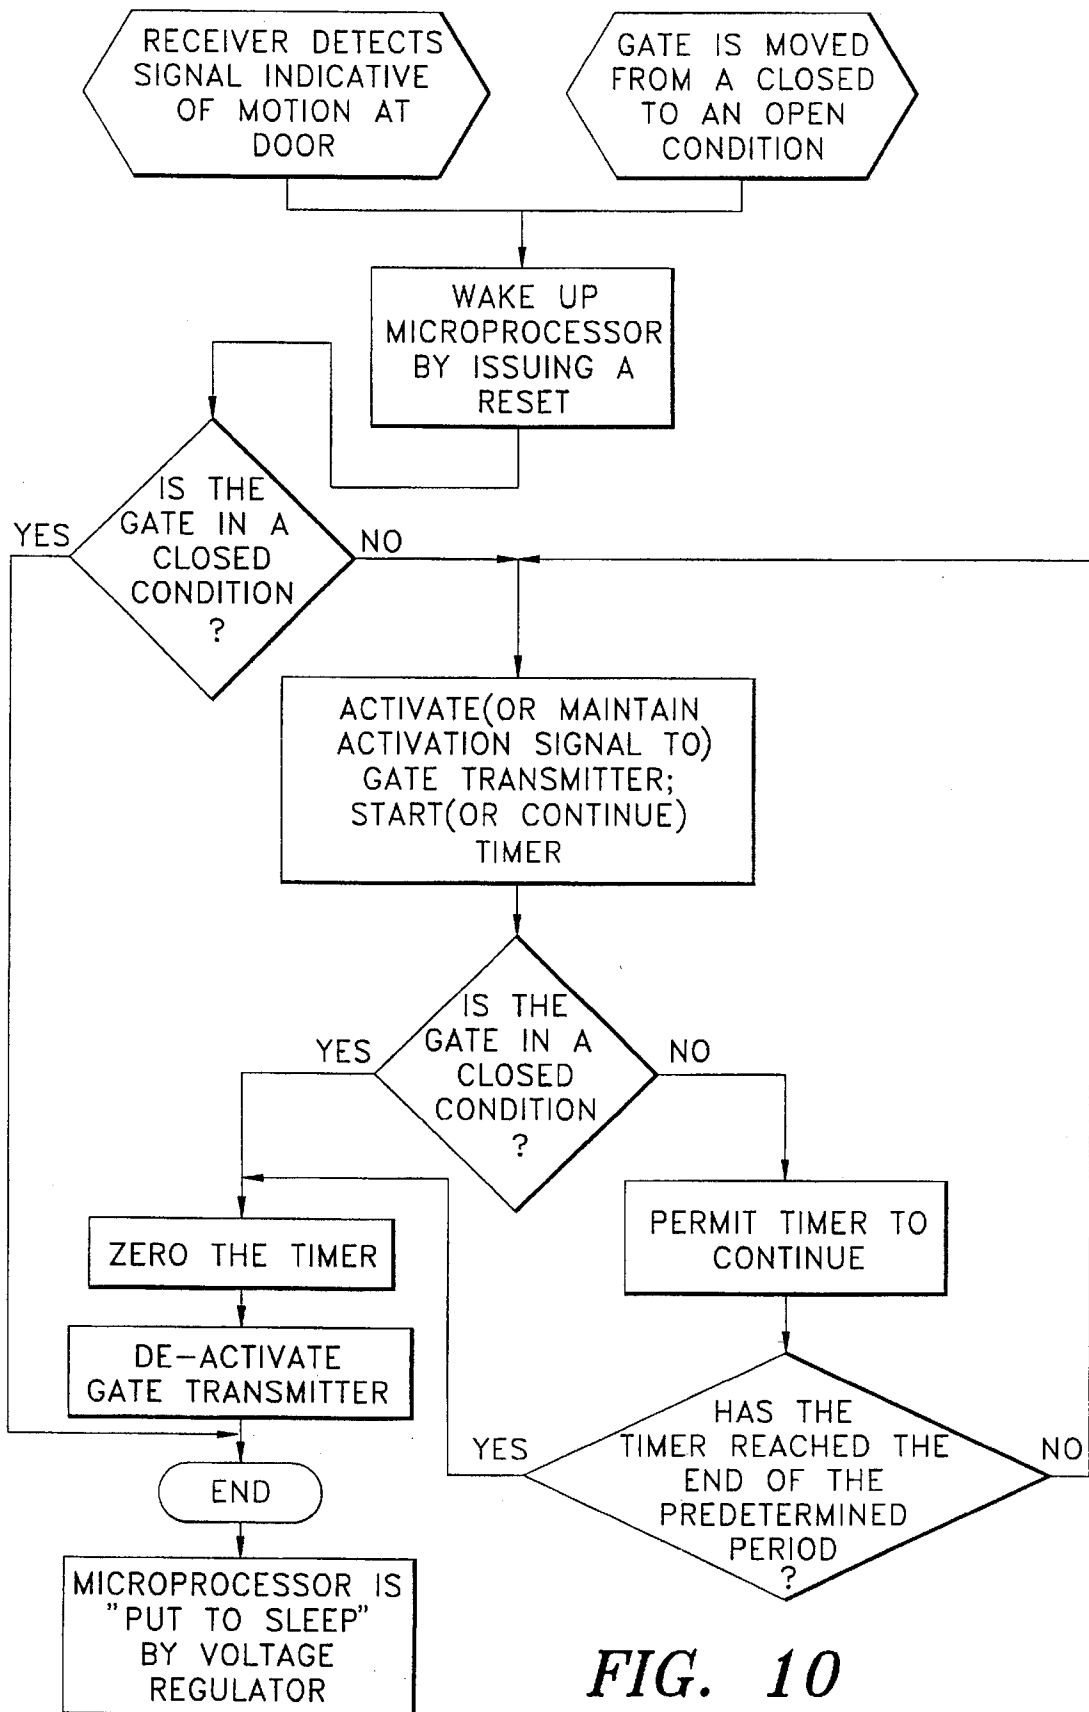 RECEIVER DETECTS
SIGNAL INDICATIVE
OF MOTION AT
DOOR
GATE IS MOVED
FROM A CLOSED
TO AN OPEN
CONDITION
WAKE UP
MICROPROCESSOR
BY ISSUING A
RESET
IS THE
GATE IN A
CLOSED
CONDITION
?
YES
NO
ACTIVATE(OR MAINTAIN
ACTIVATION SIGNAL TO)
GATE TRANSMITTER;
START(OR CONTINUE)
TIMER
IS THE
GATE IN A
CLOSED
CONDITION
?
YES
NO
ZERO THE TIMER
PERMIT TIMER TO
CONTINUE
DE-ACTIVATE
GATE TRANSMITTER
HAS THE
TIMER REACHED THE
END OF THE
PREDETERMINED
PERIOD
?
YES
NO
END
MICROPROCESSOR IS
"PUT TO SLEEP"
BY VOLTAGE
REGULATOR
FIG. 10